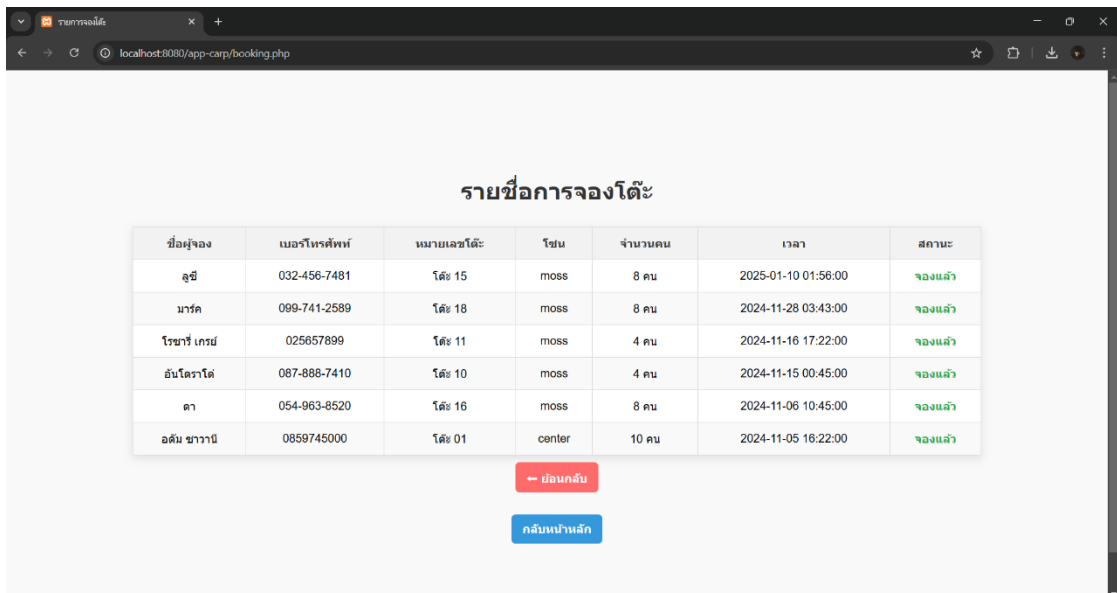 รายการจองโต๊ะ
localhost:8080/app-carp/booking.php
รายชื่อการจองโต๊ะ
ชื่อผู้จอง เบอร์โทรศัพท์ หมายเลขโต๊ะ โซน จำนวนคน เวลา สถานะ
ลูซี 032-456-7481 โต๊ะ 15 moss 8 คน 2025-01-10 01:56:00 จองแล้ว
มาร์ค 099-741-2589 โต๊ะ 18 moss 8 คน 2024-11-28 03:43:00 จองแล้ว
โรซารี่ เกรย์ 025657899 โต๊ะ 11 moss 4 คน 2024-11-16 17:22:00 จองแล้ว
อันโตราโด่ 087-888-7410 โต๊ะ 10 moss 4 คน 2024-11-15 00:45:00 จองแล้ว
ดา 054-963-8520 โต๊ะ 16 moss 8 คน 2024-11-06 10:45:00 จองแล้ว
อดัม ซาวานี 0859745000 โต๊ะ 01 center 10 คน 2024-11-05 16:22:00 จองแล้ว
← ย้อนกลับ
กลับหน้าหลัก